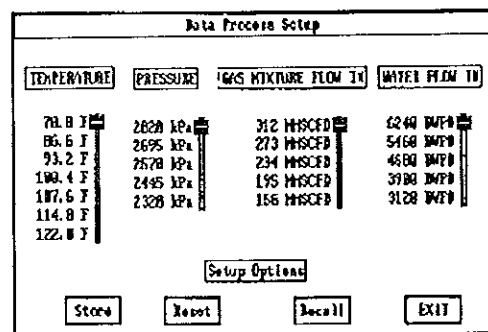 Data Process Setup
TEMPERATURE PRESSURE GAS MIXTURE FLOW IN WATER FLOW IN
78.8 F 2820 kPa 312 MMSCFD 6240 BWPD
86.6 F 2695 kPa 273 MMSCFD 5460 BWPD
93.2 F 2570 kPa 234 MMSCFD 4680 BWPD
100.4 F 2445 kPa 195 MMSCFD 3900 BWPD
107.6 F 2320 kPa 156 MMSCFD 3120 BWPD
114.8 F
122.0 F
Setup Options
Store Reset Recall EXIT